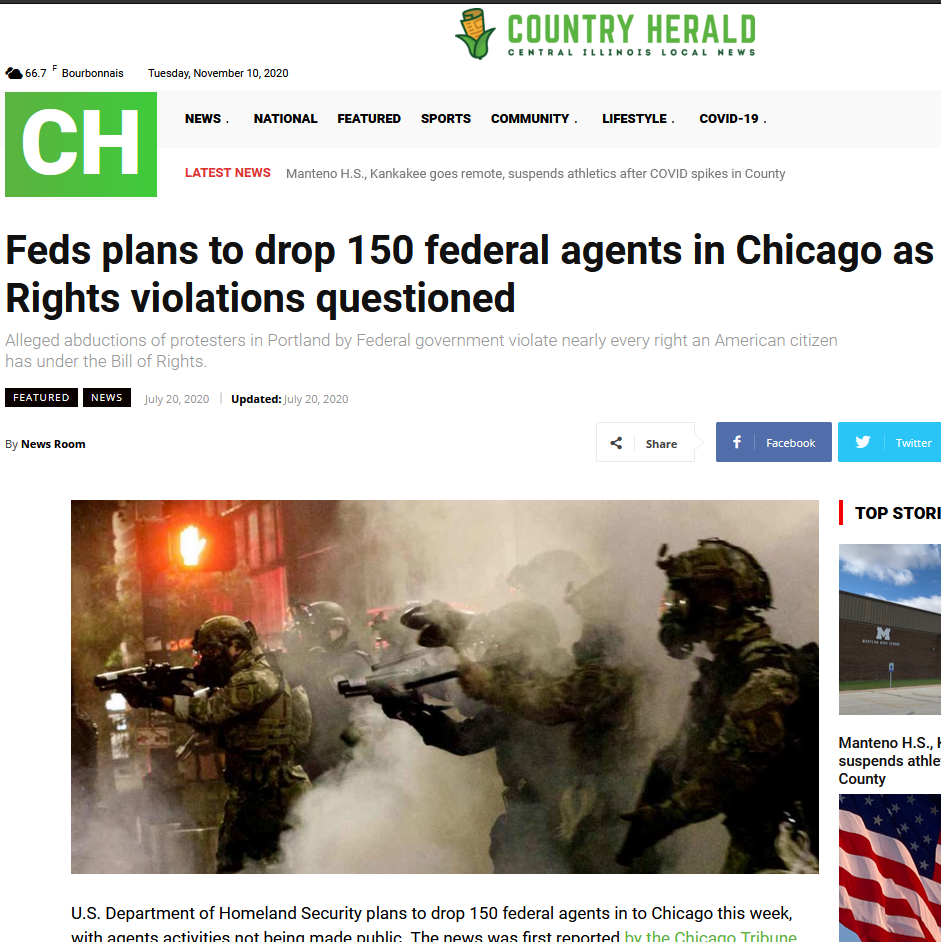 COUNTRY HERALD
CENTRAL ILLINOIS LOCAL NEWS
66.7 F Bourbonnais Tuesday, November 10, 2020
CH
NEWS . NATIONAL FEATURED SPORTS COMMUNITY . LIFESTYLE . COVID-19 .
LATEST NEWS Manteno H.S., Kankakee goes remote, suspends athletics after COVID spikes in County
Feds plans to drop 150 federal agents in Chicago as
Rights violations questioned
Alleged abductions of protesters in Portland by Federal government violate nearly every right an American citizen
has under the Bill of Rights.
FEATURED NEWS July 20, 2020 | Updated: July 20, 2020
By News Room
Share Facebook Twitter
TOP STORI
M
Manteno H.S.,
suspends athle
County
U.S. Department of Homeland Security plans to drop 150 federal agents in to Chicago this week,
with agents activities not being made public. The news was first reported by the Chicago Tribune